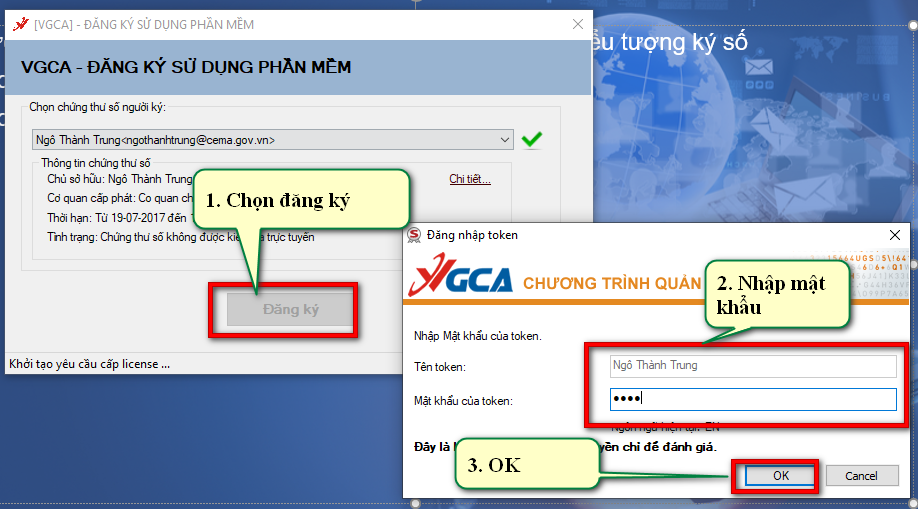 [VGCA] - ĐĂNG KÝ SỬ DỤNG PHẦN MỀM
ểu tượng ký số
VGCA - ĐĂNG KÝ SỬ DỤNG PHẦN MỀM
Chọn chứng thư số người ký:
Ngô Thành Trung<ngothanhtrung@cema.gov.vn>
Thông tin chứng thư số
Chủ sở hữu: Ngô Thành Trung
Chi tiết...
Cơ quan cấp phát: Co quan ch
Thời hạn: Từ 19-07-2017 đến
Tình trạng: Chứng thư số không được kiể tra trực tuyến
1. Chọn đăng ký
Đăng ký
Khởi tạo yêu cầu cấp license ...
Đăng nhập token
VGCA CHƯƠNG TRÌNH QUẢN
2. Nhập mật
khẩu
Nhập Mật khẩu của token.
Tên token:
Ngô Thành Trung
Mật khẩu của token:
••••
Ngôn ngữ hiện tại: EN
Đây là
yền chỉ để đánh giá.
3. OK
OK
Cancel